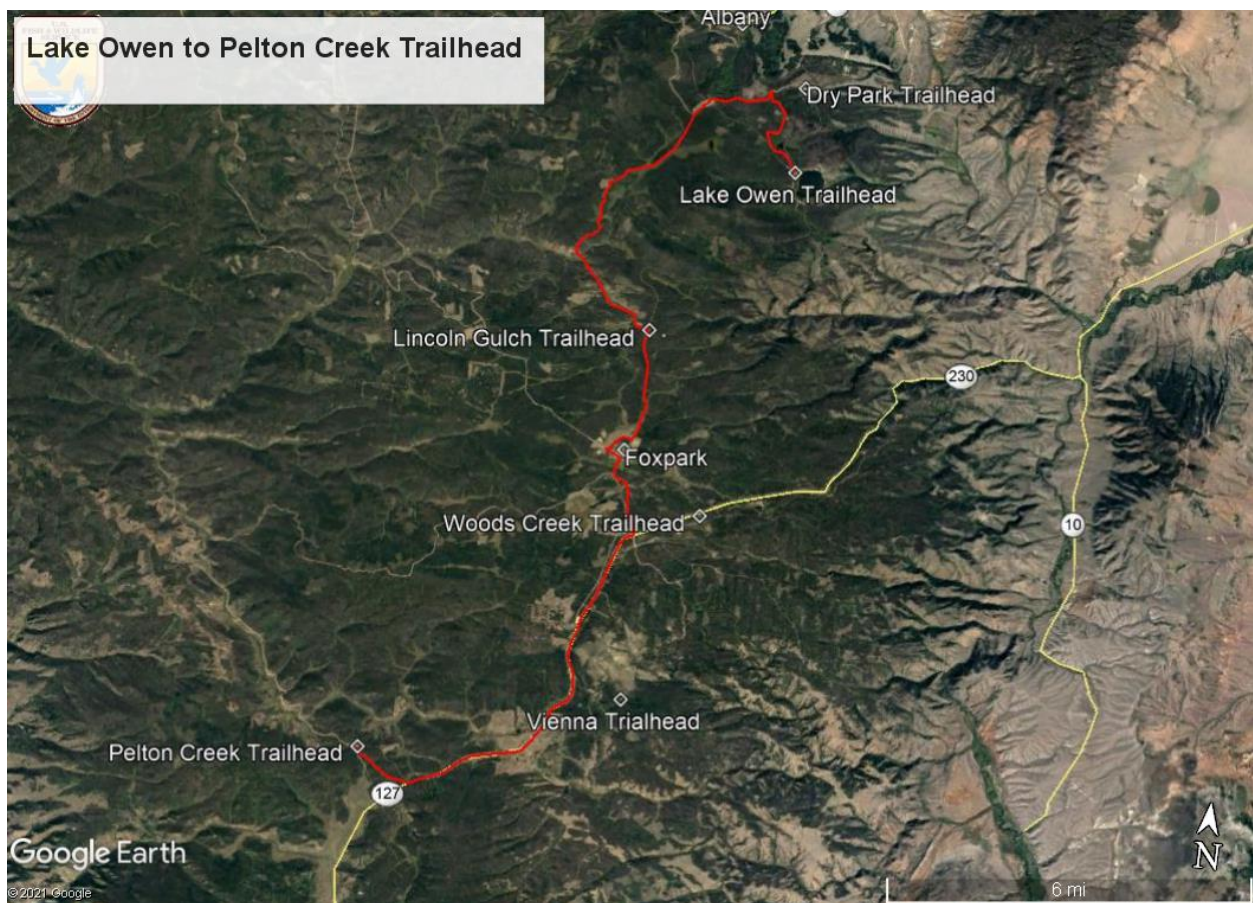 Lake Owen to Pelton Creek Trailhead
Albany
Dry Park Trailhead
Lake Owen Trailhead
Lincoln Gulch Trailhead
230
Foxpark
Woods Creek Trailhead
10
Vienna Trialhead
Pelton Creek Trailhead
127
Google Earth
N
© 2021 Google
6 mi